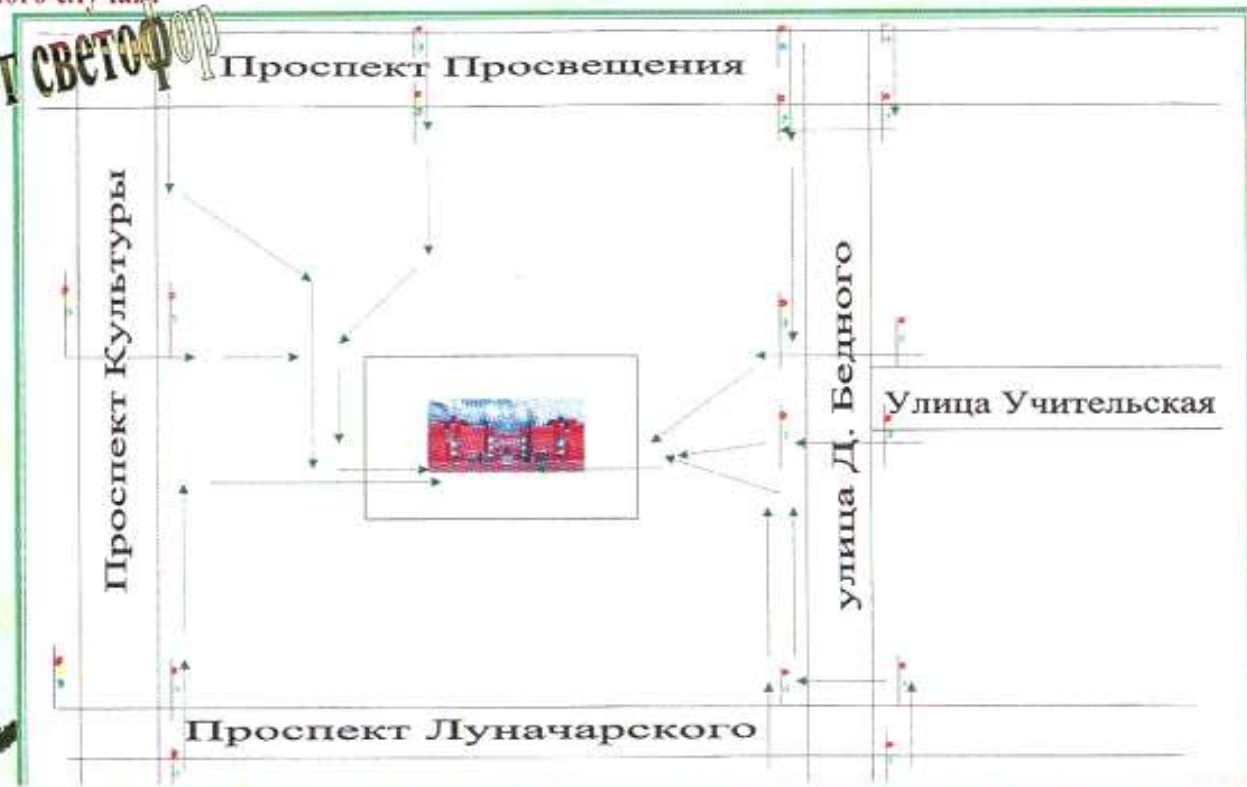 светофор
Проспект Просвещения
Проспект Культуры
улица Д. Бедного
Улица Учительская
Проспект Луначарского